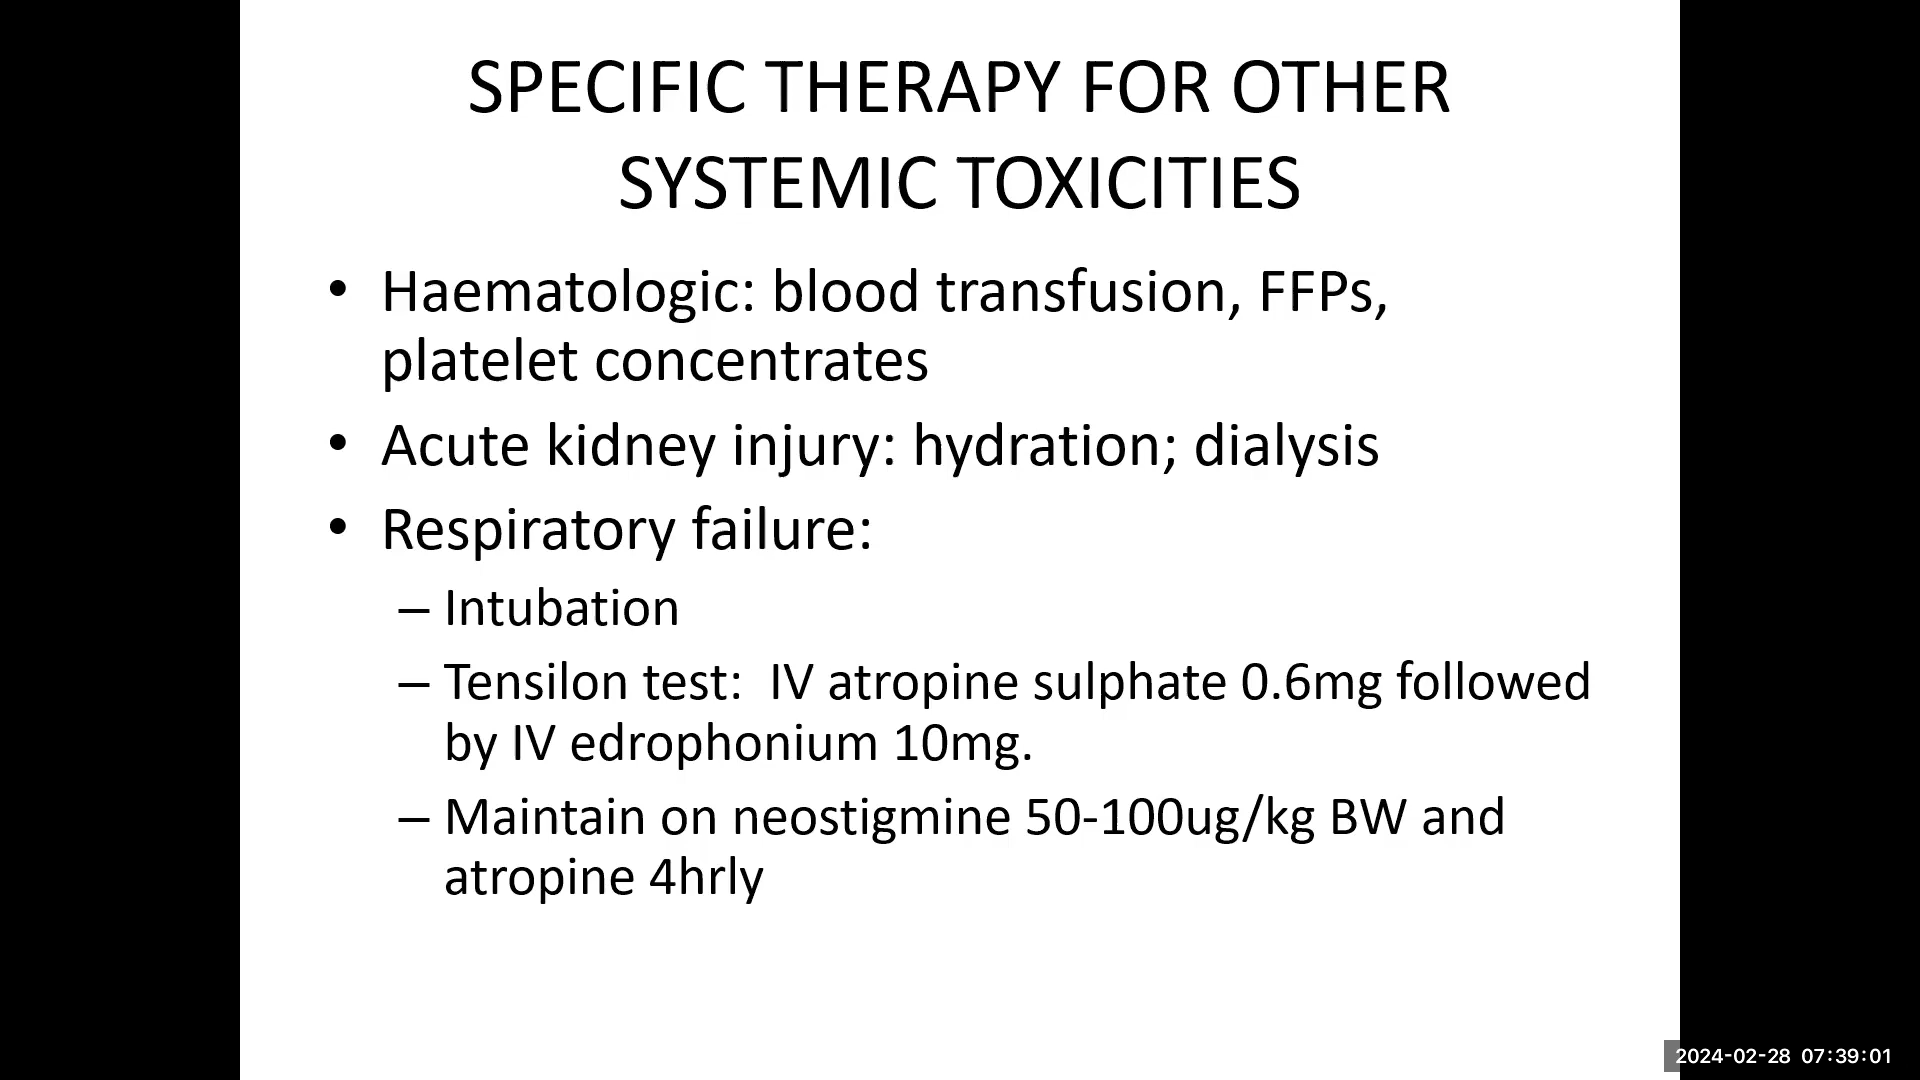 SPECIFIC THERAPY FOR OTHER
SYSTEMIC TOXICITIES
• Haematologic: blood transfusion, FFPs,
platelet concentrates
• Acute kidney injury: hydration; dialysis
• Respiratory failure:
– Intubation
– Tensilon test:  IV atropine sulphate 0.6mg followed
by IV edrophonium 10mg.
– Maintain on neostigmine 50-100ug/kg BW and
atropine 4hrly
2024-02-28 07:39:01